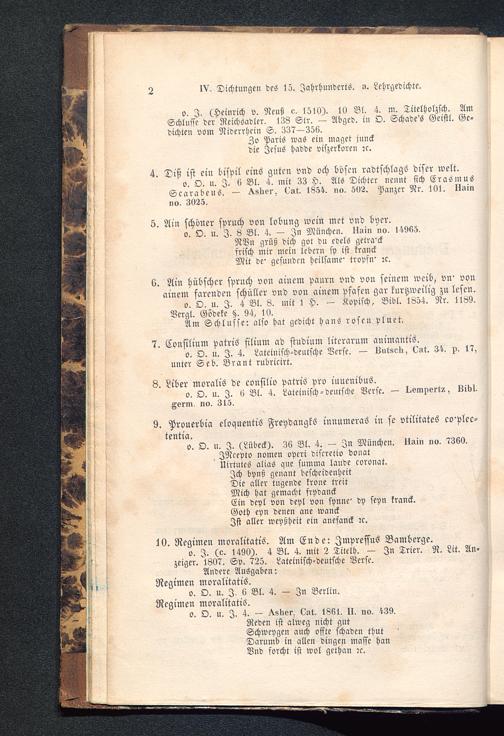 2
IV. Dichtungen des 15. Jahrhunderts. a. Lehrgedichte.
o. J. (Heinrich v. Neuß c. 1510). 10 Bl. 4. m. Titelholzsch. Am
Schlusse der Reichsadler. 138 Str. — Abged. in O. Schade's Geistl. Ge-
dichten vom Niderrhein S. 337—356.
Zo Paris was ein maget junck
die Jesus hadde vißerkoren ꝛc.
4. Diß ist ein bispil eins guten vnd och bösen radtschlags diser welt.
o. O. u. J. 6 Bl. 4. mit 33 H. Als Dichter nennt sich Erasmus
Scarabeus. — Asher, Cat. 1854. no. 502. Panzer Nr. 101. Hain
no. 3025.
5. Ain schöner spruch von lobung wein met vnd byer.
o. O. u. J. 8 Bl. 4. — In München. Hain no. 14965.
NVn grüß dich got du edels getra'ck
frisch mir mein lebern sy ist kranck
Mit de' gesunden heilsame' tropfn' ꝛc.
6. Ain hübscher spruch von ainem paurn vnd von seinem weib, vn' von
ainem farenden schüller vnd von ainem pfafen gar kurzweilig zu lesen.
o. O. u. J. 4 Bl. 8. mit 1 H. — Kopisch, Bibl. 1854. Nr. 1189.
Vergl. Gödeke §. 94, 10.
Am Schlusse: also hat gedicht hans rosen pluet.
7. Consilium patris filium ad studium literarum animantis.
o. O. u. J. 4. Lateinisch-deutsche Verse. — Butsch, Cat. 34. p. 17,
unter Seb. Brant rubricirt.
8. Liber moralis de consilio patris pro iuuenibus.
o. O. u. J. 6 Bl. 4. Lateinisch-deutsche Verse. — Lempertz, Bibl.
germ. no. 315.
9. Prouerbia eloquentis Freydangks innumeras in se vtilitates co'plec-
tentia.
o. O. u. J. (Lübeck). 36 Bl. 4. — In München. Hain no. 7360.
INcepto nomen operi discretio donat
Uirtutes alias que summa laude coronat.
Ich byns genant bescheidenheit
Die aller tugende krone treit
Mich hat gemacht frydanck
Ein deyl von deyl von synne' dy seyn kranck.
Goth eyn denen ane wanck
Ist aller weyßheit ein anefanck ꝛc.
10. Regimen moralitatis. Am Ende: Impressus Bamberge.
o. J. (c. 1490). 4 Bl. 4. mit 2 Titelh. — In Trier. N. Lit. An-
zeiger. 1807. Sp. 725. Lateinisch-deutsche Verse.
Andere Ausgaben:
Regimen moralitatis.
o. O. u. J. 6 Bl. 4. — In Berlin.
Regimen moralitatis.
o. O. u. J. 4. — Asher, Cat. 1861. II. no. 439.
Reden ist alweg nicht gut
Schweygen auch offte schaden thut
Darumb in allen dingen masse han
Vnd forcht ist wol gethan ꝛc.